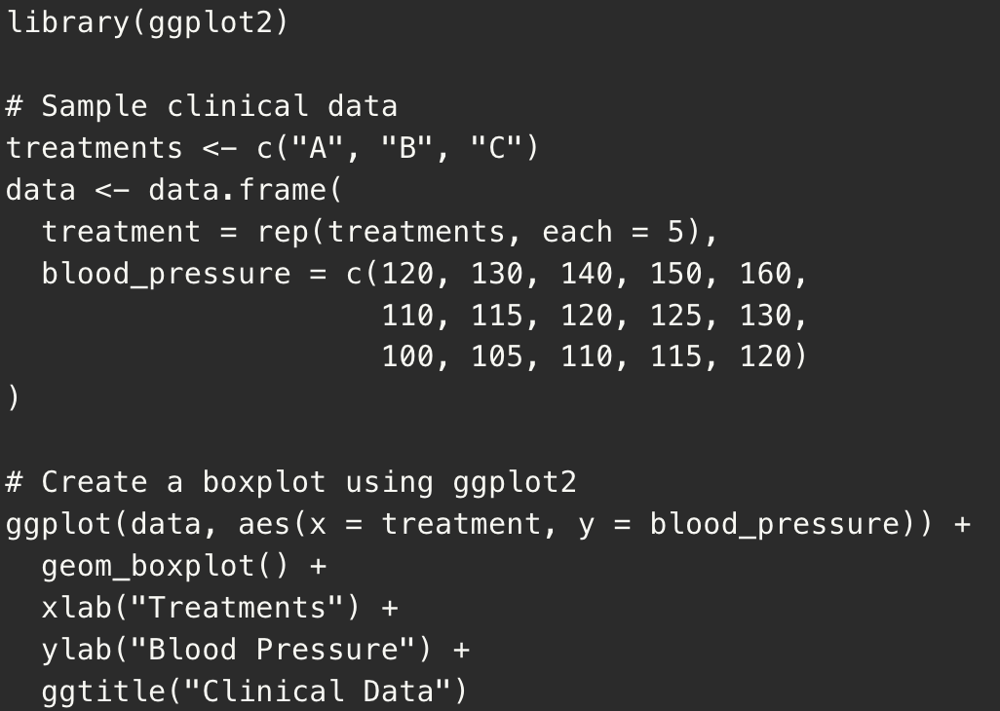 library(ggplot2)

# Sample clinical data
treatments <- c("A", "B", "C")
data <- data.frame(
  treatment = rep(treatments, each = 5),
  blood_pressure = c(120, 130, 140, 150, 160,
                     110, 115, 120, 125, 130,
                     100, 105, 110, 115, 120)
)

# Create a boxplot using ggplot2
ggplot(data, aes(x = treatment, y = blood_pressure)) +
  geom_boxplot() +
  xlab("Treatments") +
  ylab("Blood Pressure") +
  ggtitle("Clinical Data")